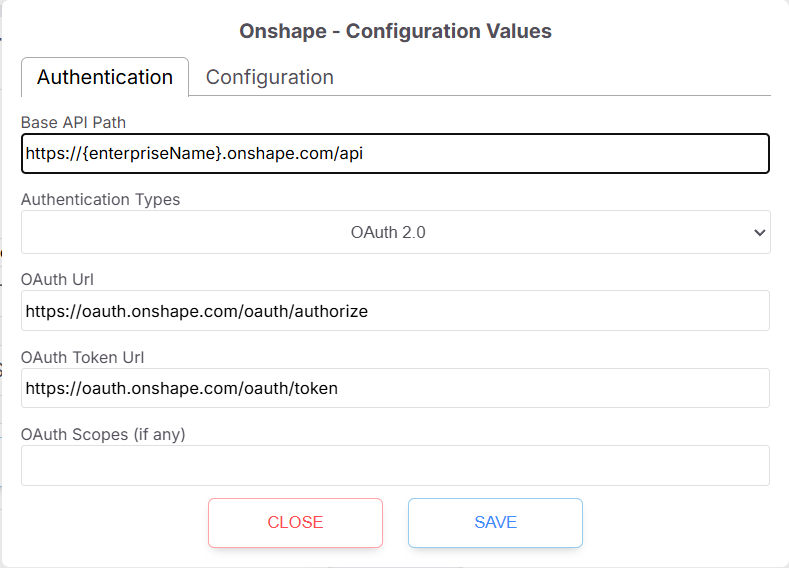 Onshape - Configuration Values
Authentication
Configuration
Base API Path
https://{enterpriseName}.onshape.com/api
Authentication Types
OAuth 2.0
OAuth Url
https://oauth.onshape.com/oauth/authorize
OAuth Token Url
https://oauth.onshape.com/oauth/token
OAuth Scopes (if any)
CLOSE
SAVE